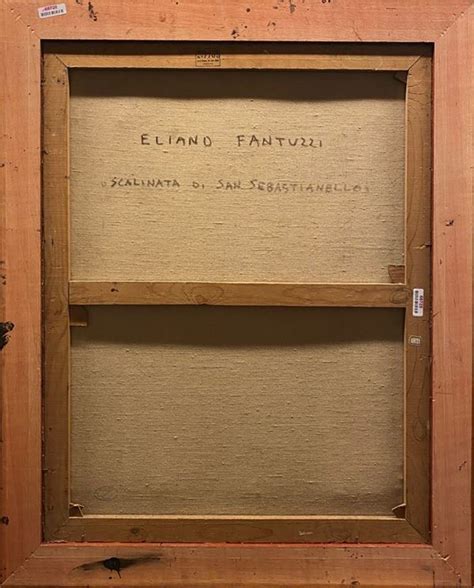 ELIANO FANTUZZI
"SCALINATA DI SAN SEBASTIANELLO"